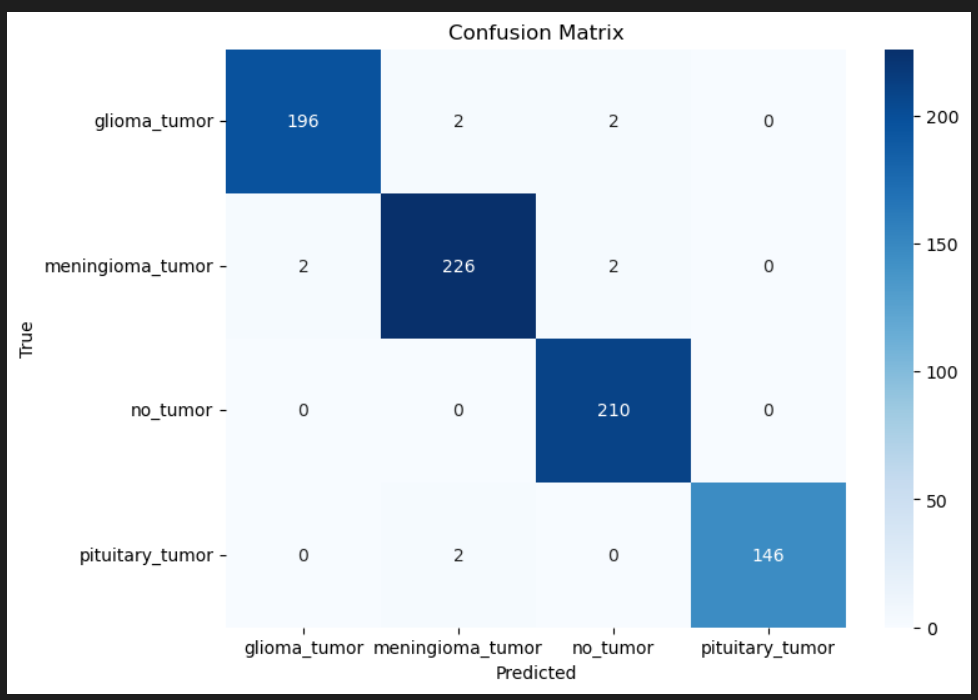 Confusion Matrix
glioma_tumor 196 2 2 0
200
meningioma_tumor 2 226 2 0
150
True
100
no_tumor 0 0 210 0
50
pituitary_tumor 0 2 0 146
0
glioma_tumor meningioma_tumor no_tumor pituitary_tumor
Predicted